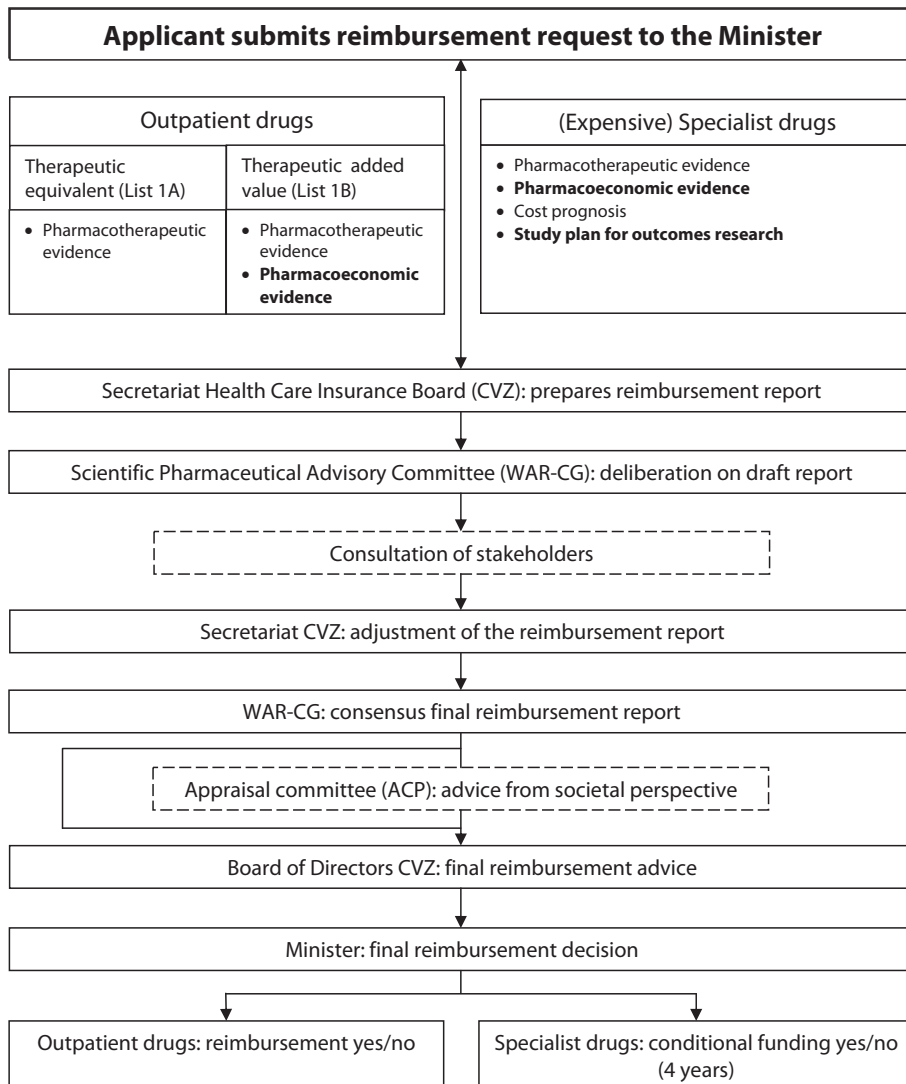 Applicant submits reimbursement request to the Minister
Outpatient drugs
Therapeutic
equivalent (List 1A)
• Pharmacotherapeutic
evidence
Therapeutic added
value (List 1B)
• Pharmacotherapeutic
evidence
• Pharmacoeconomic
evidence
(Expensive) Specialist drugs
• Pharmacotherapeutic evidence
• Pharmacoeconomic evidence
• Cost prognosis
• Study plan for outcomes research
Secretariat Health Care Insurance Board (CVZ): prepares reimbursement report
Scientific Pharmaceutical Advisory Committee (WAR-CG): deliberation on draft report
Consultation of stakeholders
Secretariat CVZ: adjustment of the reimbursement report
WAR-CG: consensus final reimbursement report
Appraisal committee (ACP): advice from societal perspective
Board of Directors CVZ: final reimbursement advice
Minister: final reimbursement decision
Outpatient drugs: reimbursement yes/no
Specialist drugs: conditional funding yes/no
(4 years)